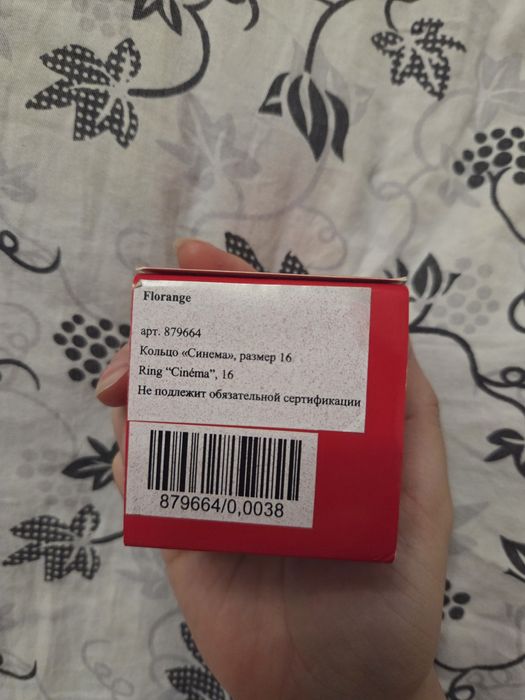 Florange
арт. 879664
Кольцо «Синема», размер 16
Ring “Cinéma”, 16
Не подлежит обязательной сертификации
879664/0,0038